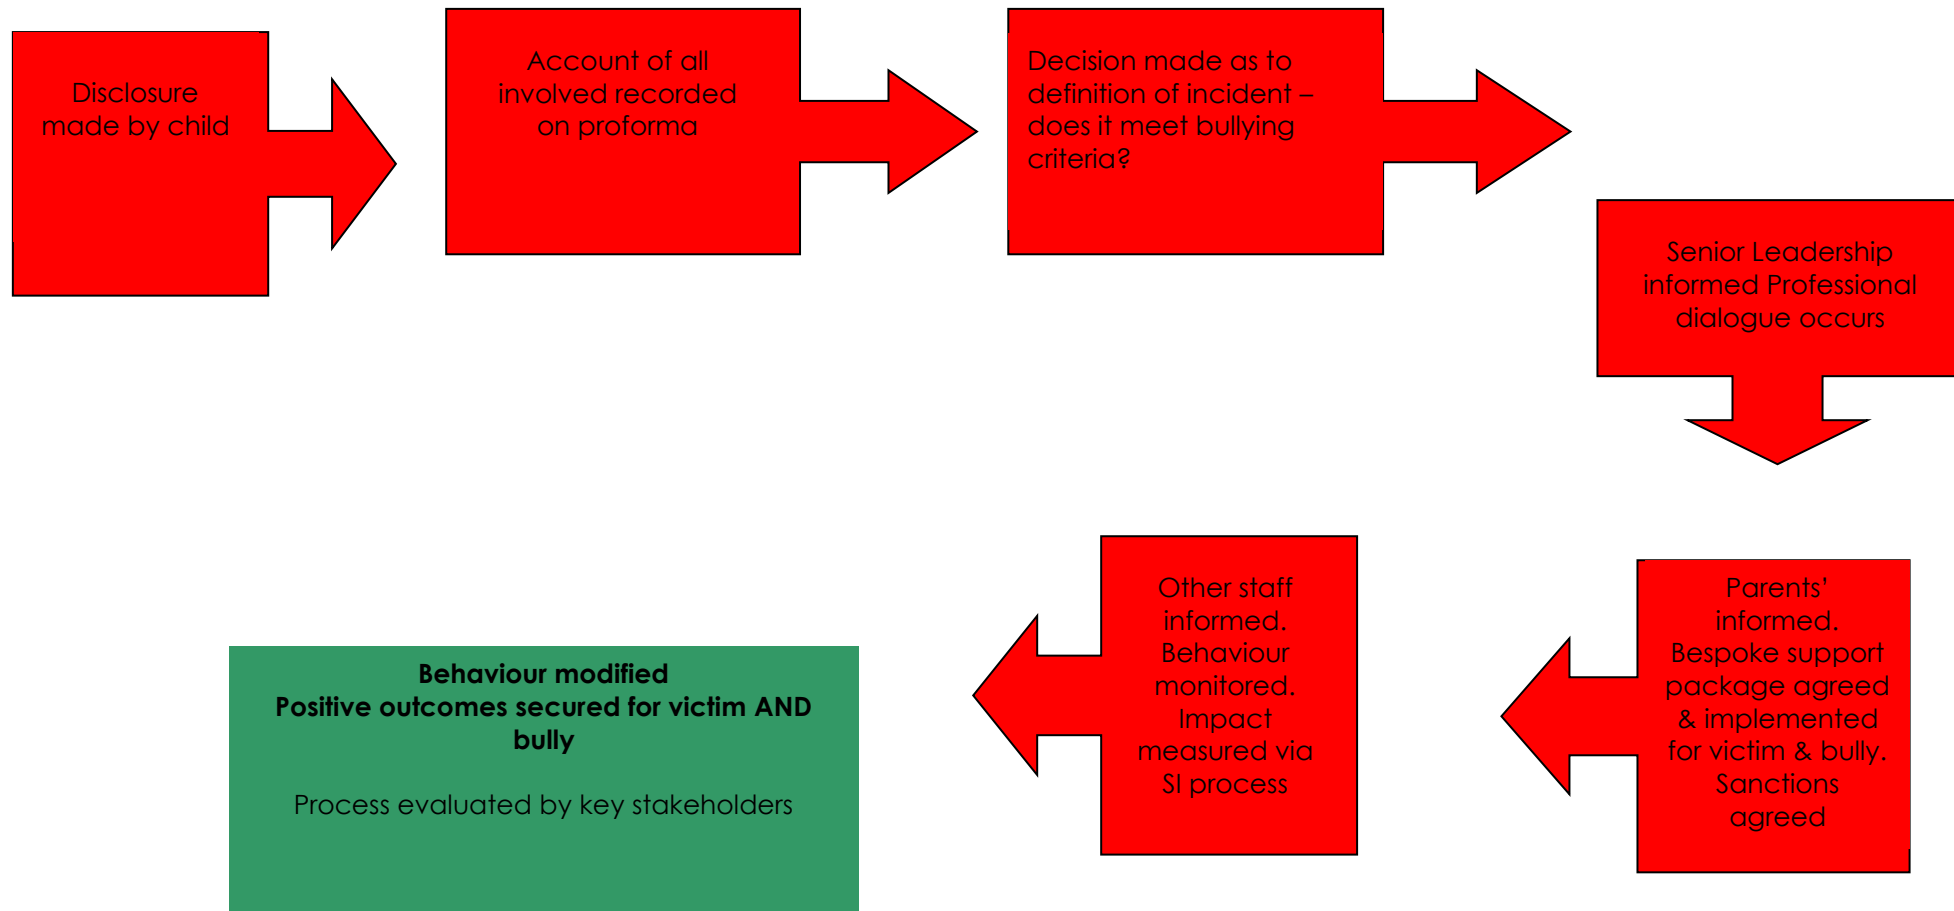 Disclosure
made by child
Account of all
involved recorded
on proforma
Decision made as to
definition of incident –
does it meet bullying
criteria?
Senior Leadership
informed Professional
dialogue occurs
Parents’
informed.
Bespoke support
package agreed
& implemented
for victim & bully.
Sanctions
agreed
Other staff
informed.
Behaviour
monitored.
Impact
measured via
SI process
Behaviour modified
Positive outcomes secured for victim AND
bully
Process evaluated by key stakeholders